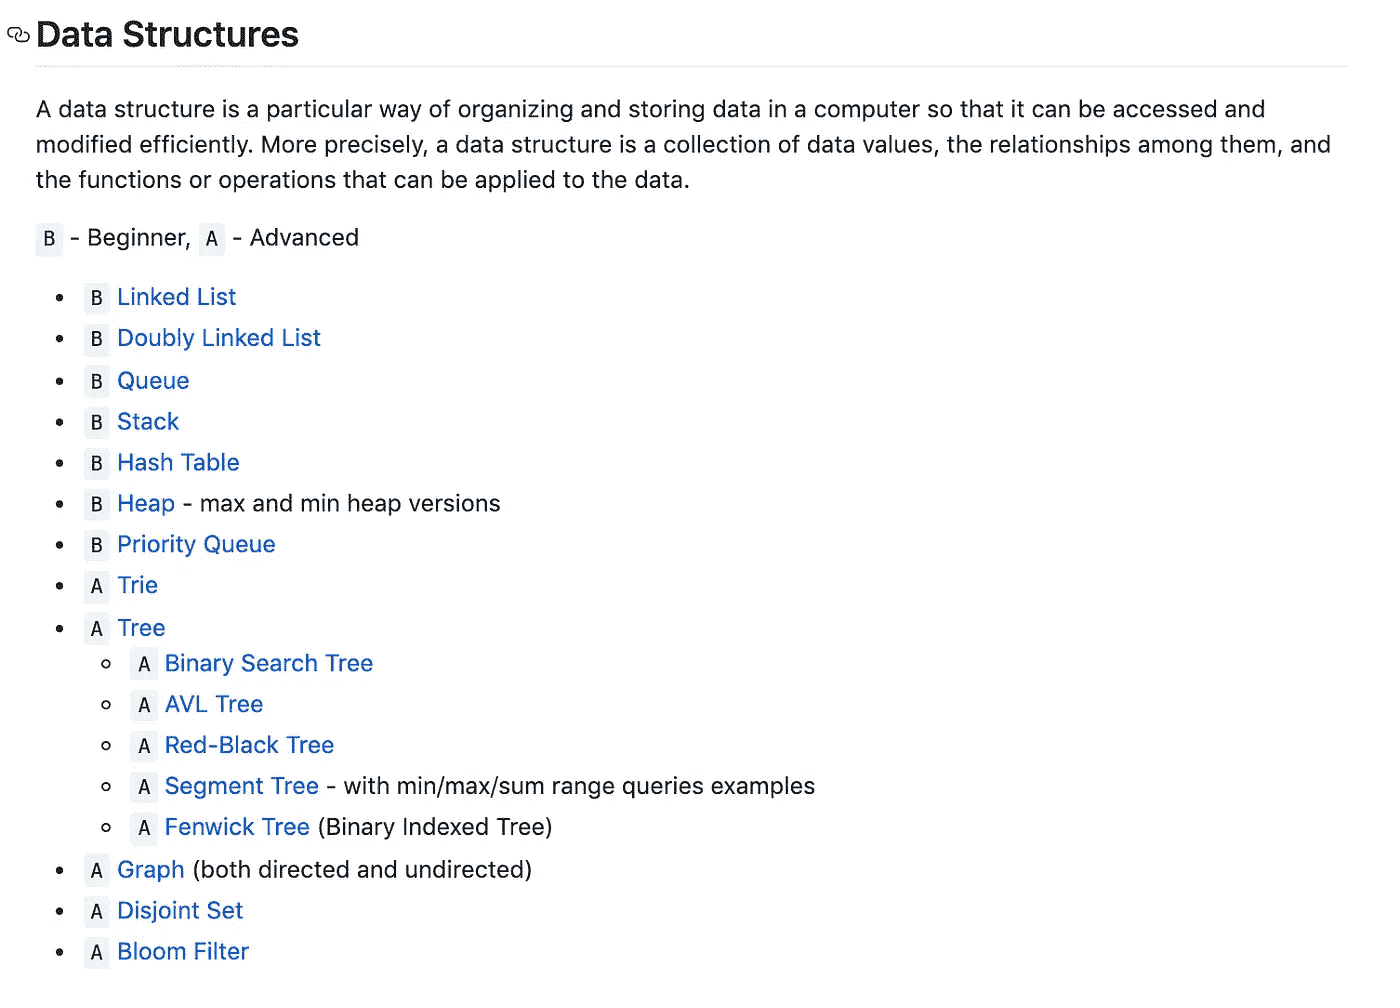 Data Structures
A data structure is a particular way of organizing and storing data in a computer so that it can be accessed and
modified efficiently. More precisely, a data structure is a collection of data values, the relationships among them, and
the functions or operations that can be applied to the data.
B - Beginner, A - Advanced
B Linked List
B Doubly Linked List
B Queue
B Stack
B Hash Table
B Heap - max and min heap versions
B Priority Queue
A Trie
A Tree
A Binary Search Tree
A AVL Tree
A Red-Black Tree
A Segment Tree - with min/max/sum range queries examples
A Fenwick Tree (Binary Indexed Tree)
A Graph (both directed and undirected)
A Disjoint Set
A Bloom Filter